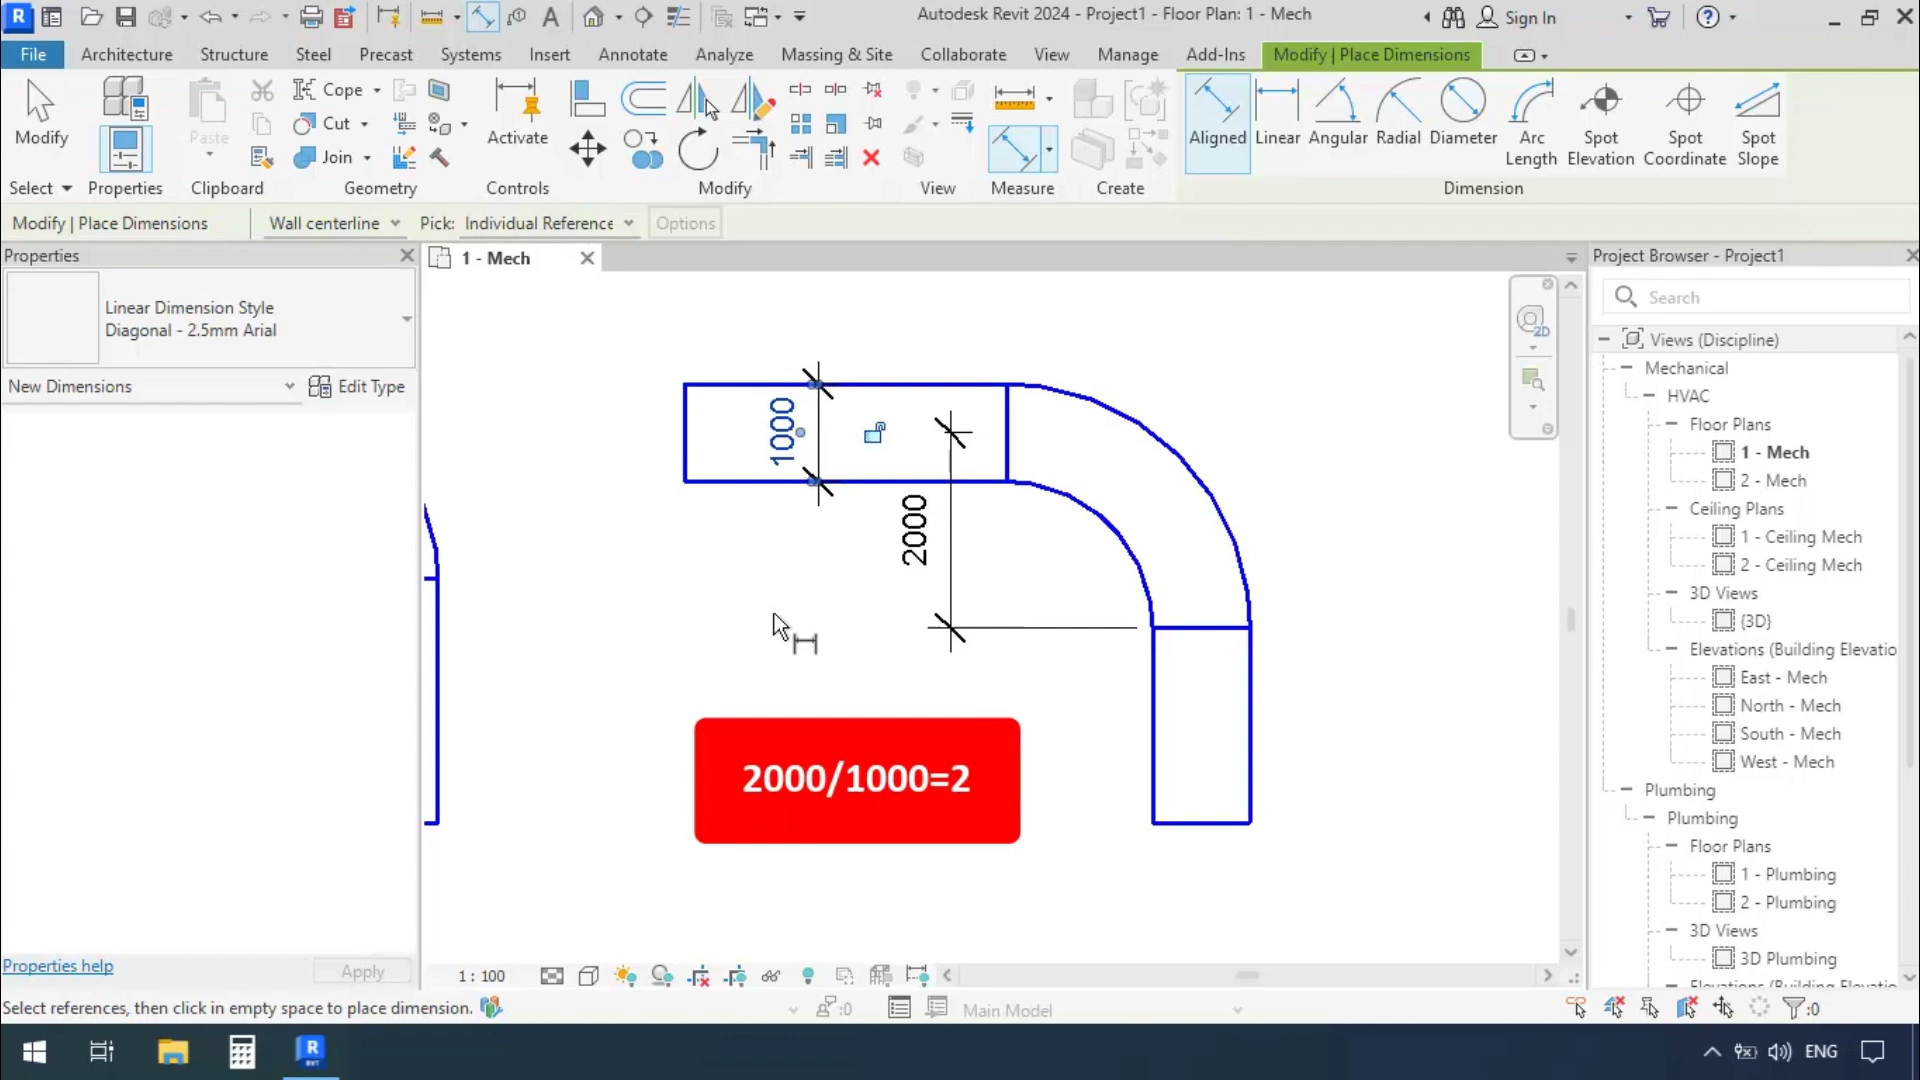 Autodesk Revit 2024 - Project1 - Floor Plan: 1 - Mech
Sign In
File
Architecture
Structure
Steel
Precast
Systems
Insert
Annotate
Analyze
Massing & Site
Collaborate
View
Manage
Add-Ins
Modify | Place Dimensions
Modify
Paste
Cope
Cut
Join
Activate
Aligned
Linear
Angular
Radial
Diameter
Arc
Length
Spot
Elevation
Spot
Coordinate
Spot
Slope
Select
Properties
Clipboard
Geometry
Controls
Modify
View
Measure
Create
Dimension
Modify | Place Dimensions
Wall centerline
Pick:
Individual Reference
Options
Properties
Linear Dimension Style
Diagonal - 2.5mm Arial
New Dimensions
Edit Type
Properties help
Apply
1 - Mech
2D
1000
2000
2000/1000=2
1 : 100
Project Browser - Project1
Search
Views (Discipline)
Mechanical
HVAC
Floor Plans
1 - Mech
2 - Mech
Ceiling Plans
1 - Ceiling Mech
2 - Ceiling Mech
3D Views
{3D}
Elevations (Building Elevatio
East - Mech
North - Mech
South - Mech
West - Mech
Plumbing
Plumbing
Floor Plans
1 - Plumbing
2 - Plumbing
3D Views
3D Plumbing
Elevations (Building Elevatio
Select references, then click in empty space to place dimension.
:0
Main Model
:0
ENG